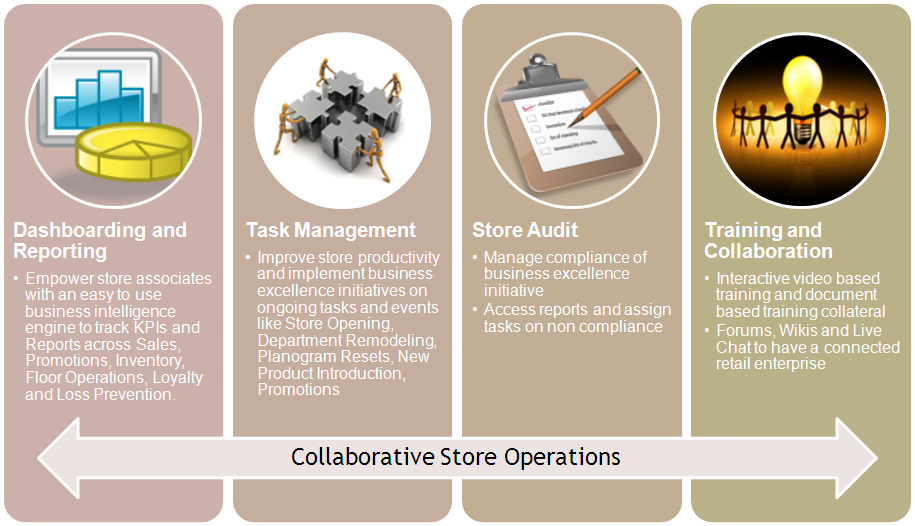 Dashboarding and
Reporting
• Empower store associates
with an easy to use
business intelligence
engine to track KPIs and
Reports across Sales,
Promotions, Inventory,
Floor Operations, Loyalty
and Loss Prevention.
Task Management
• Improve store productivity
and implement business
excellence initiatives on
ongoing tasks and events
like Store Opening,
Department Remodeling,
Planogram Resets, New
Product Introduction,
Promotions
checklist
Store Audit
• Manage compliance of
business excellence
initiative
• Access reports and assign
tasks on non compliance
Training and
Collaboration
• Interactive video based
training and document
based training collateral
• Forums, Wikis and Live
Chat to have a connected
retail enterprise
Collaborative Store Operations